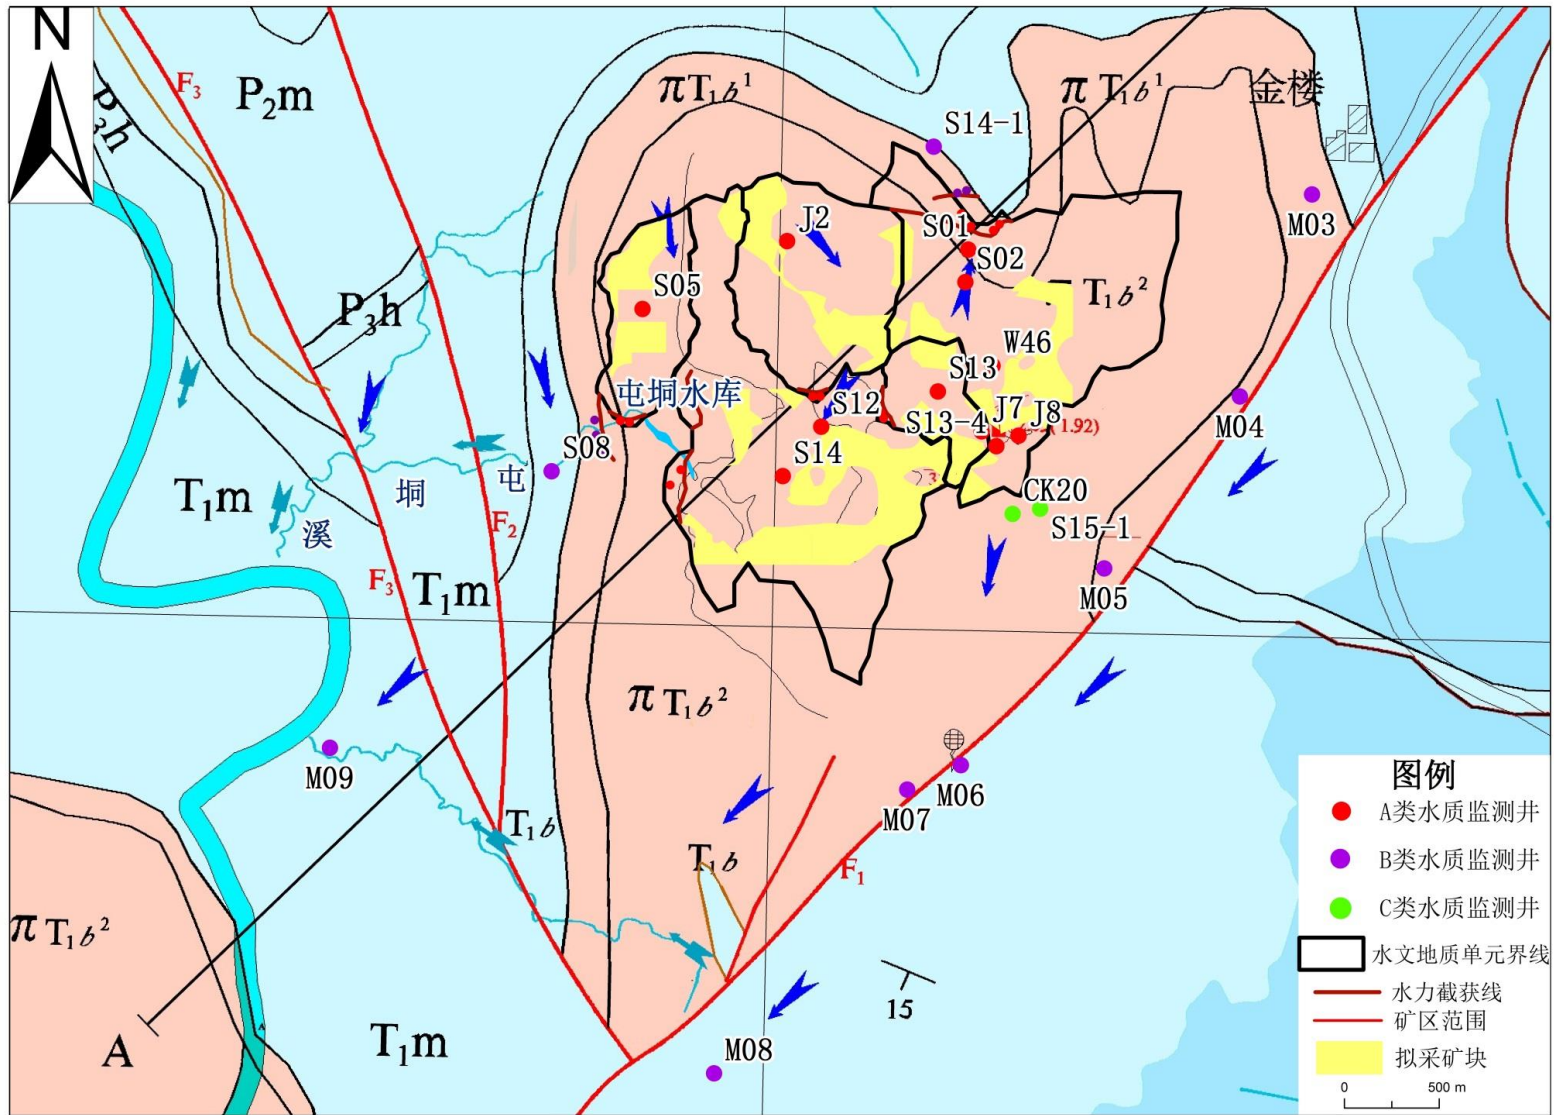 N
F₃
P₂m
P₃h
πT₁b¹
π T₁b¹
金楼
S14-1
M03
J2
S01
S02
S05
P₃h
T₁b²
W46
S13
屯垌水库
S12
J7
J8
S13-4
1.92)
M04
S08
S14
T₁m
垌
屯
溪
F₂
CK20
S15-1
F₃
T₁m
M05
πT₁b²
M09
M06
M07
T₁b
T₁b
F₁
πT₁b²
15
A
T₁m
M08
图例
A类水质监测井
B类水质监测井
C类水质监测井
水文地质单元界线
水力截获线
矿区范围
拟采矿块
0 500 m